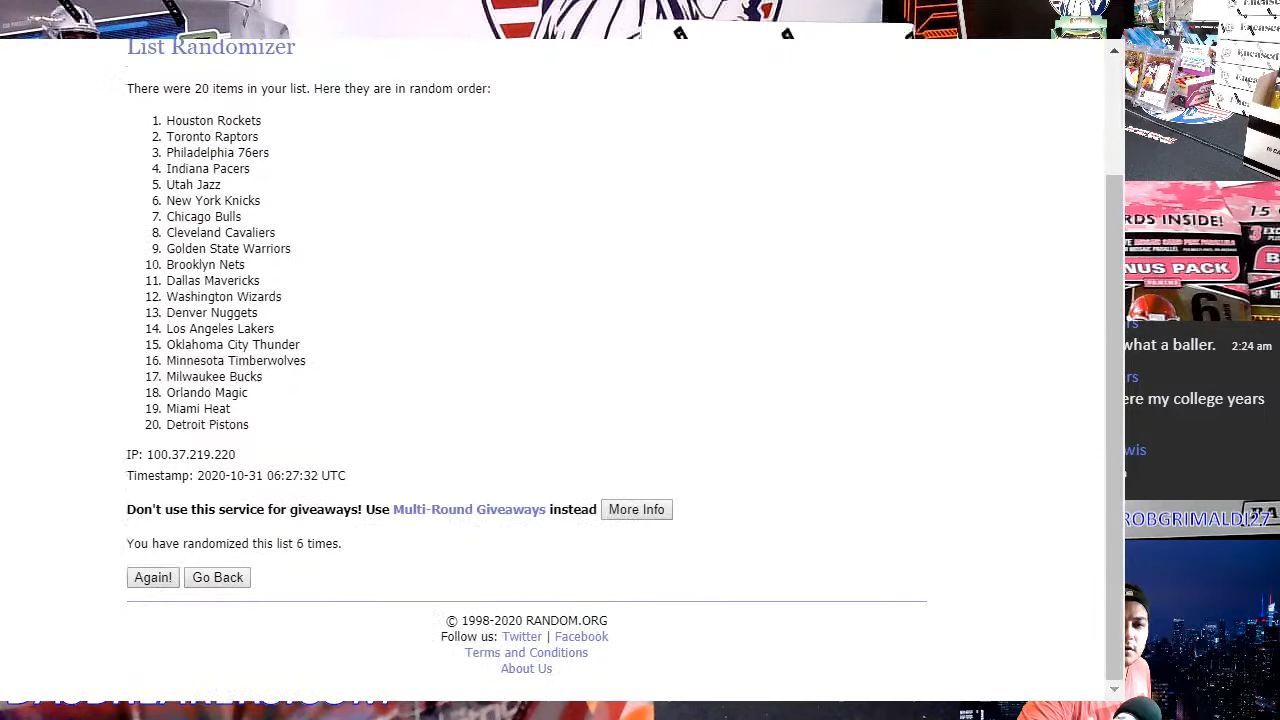 List Randomizer
There were 20 items in your list. Here they are in random order:
1. Houston Rockets
2. Toronto Raptors
3. Philadelphia 76ers
4. Indiana Pacers
5. Utah Jazz
6. New York Knicks
7. Chicago Bulls
8. Cleveland Cavaliers
9. Golden State Warriors
10. Brooklyn Nets
11. Dallas Mavericks
12. Washington Wizards
13. Denver Nuggets
14. Los Angeles Lakers
15. Oklahoma City Thunder
16. Minnesota Timberwolves
17. Milwaukee Bucks
18. Orlando Magic
19. Miami Heat
20. Detroit Pistons
IP: 100.37.219.220
Timestamp: 2020-10-31 06:27:32 UTC
Don't use this service for giveaways! Use Multi-Round Giveaways instead More Info
You have randomized this list 6 times.
Again! Go Back
© 1998-2020 RANDOM.ORG
Follow us: Twitter | Facebook
Terms and Conditions
About Us
Encased
RDS INSIDE!
15
NUS PACK
PANINI
what a baller. 2:24 am
ere my college years
wis
ROBGRIMALDI27